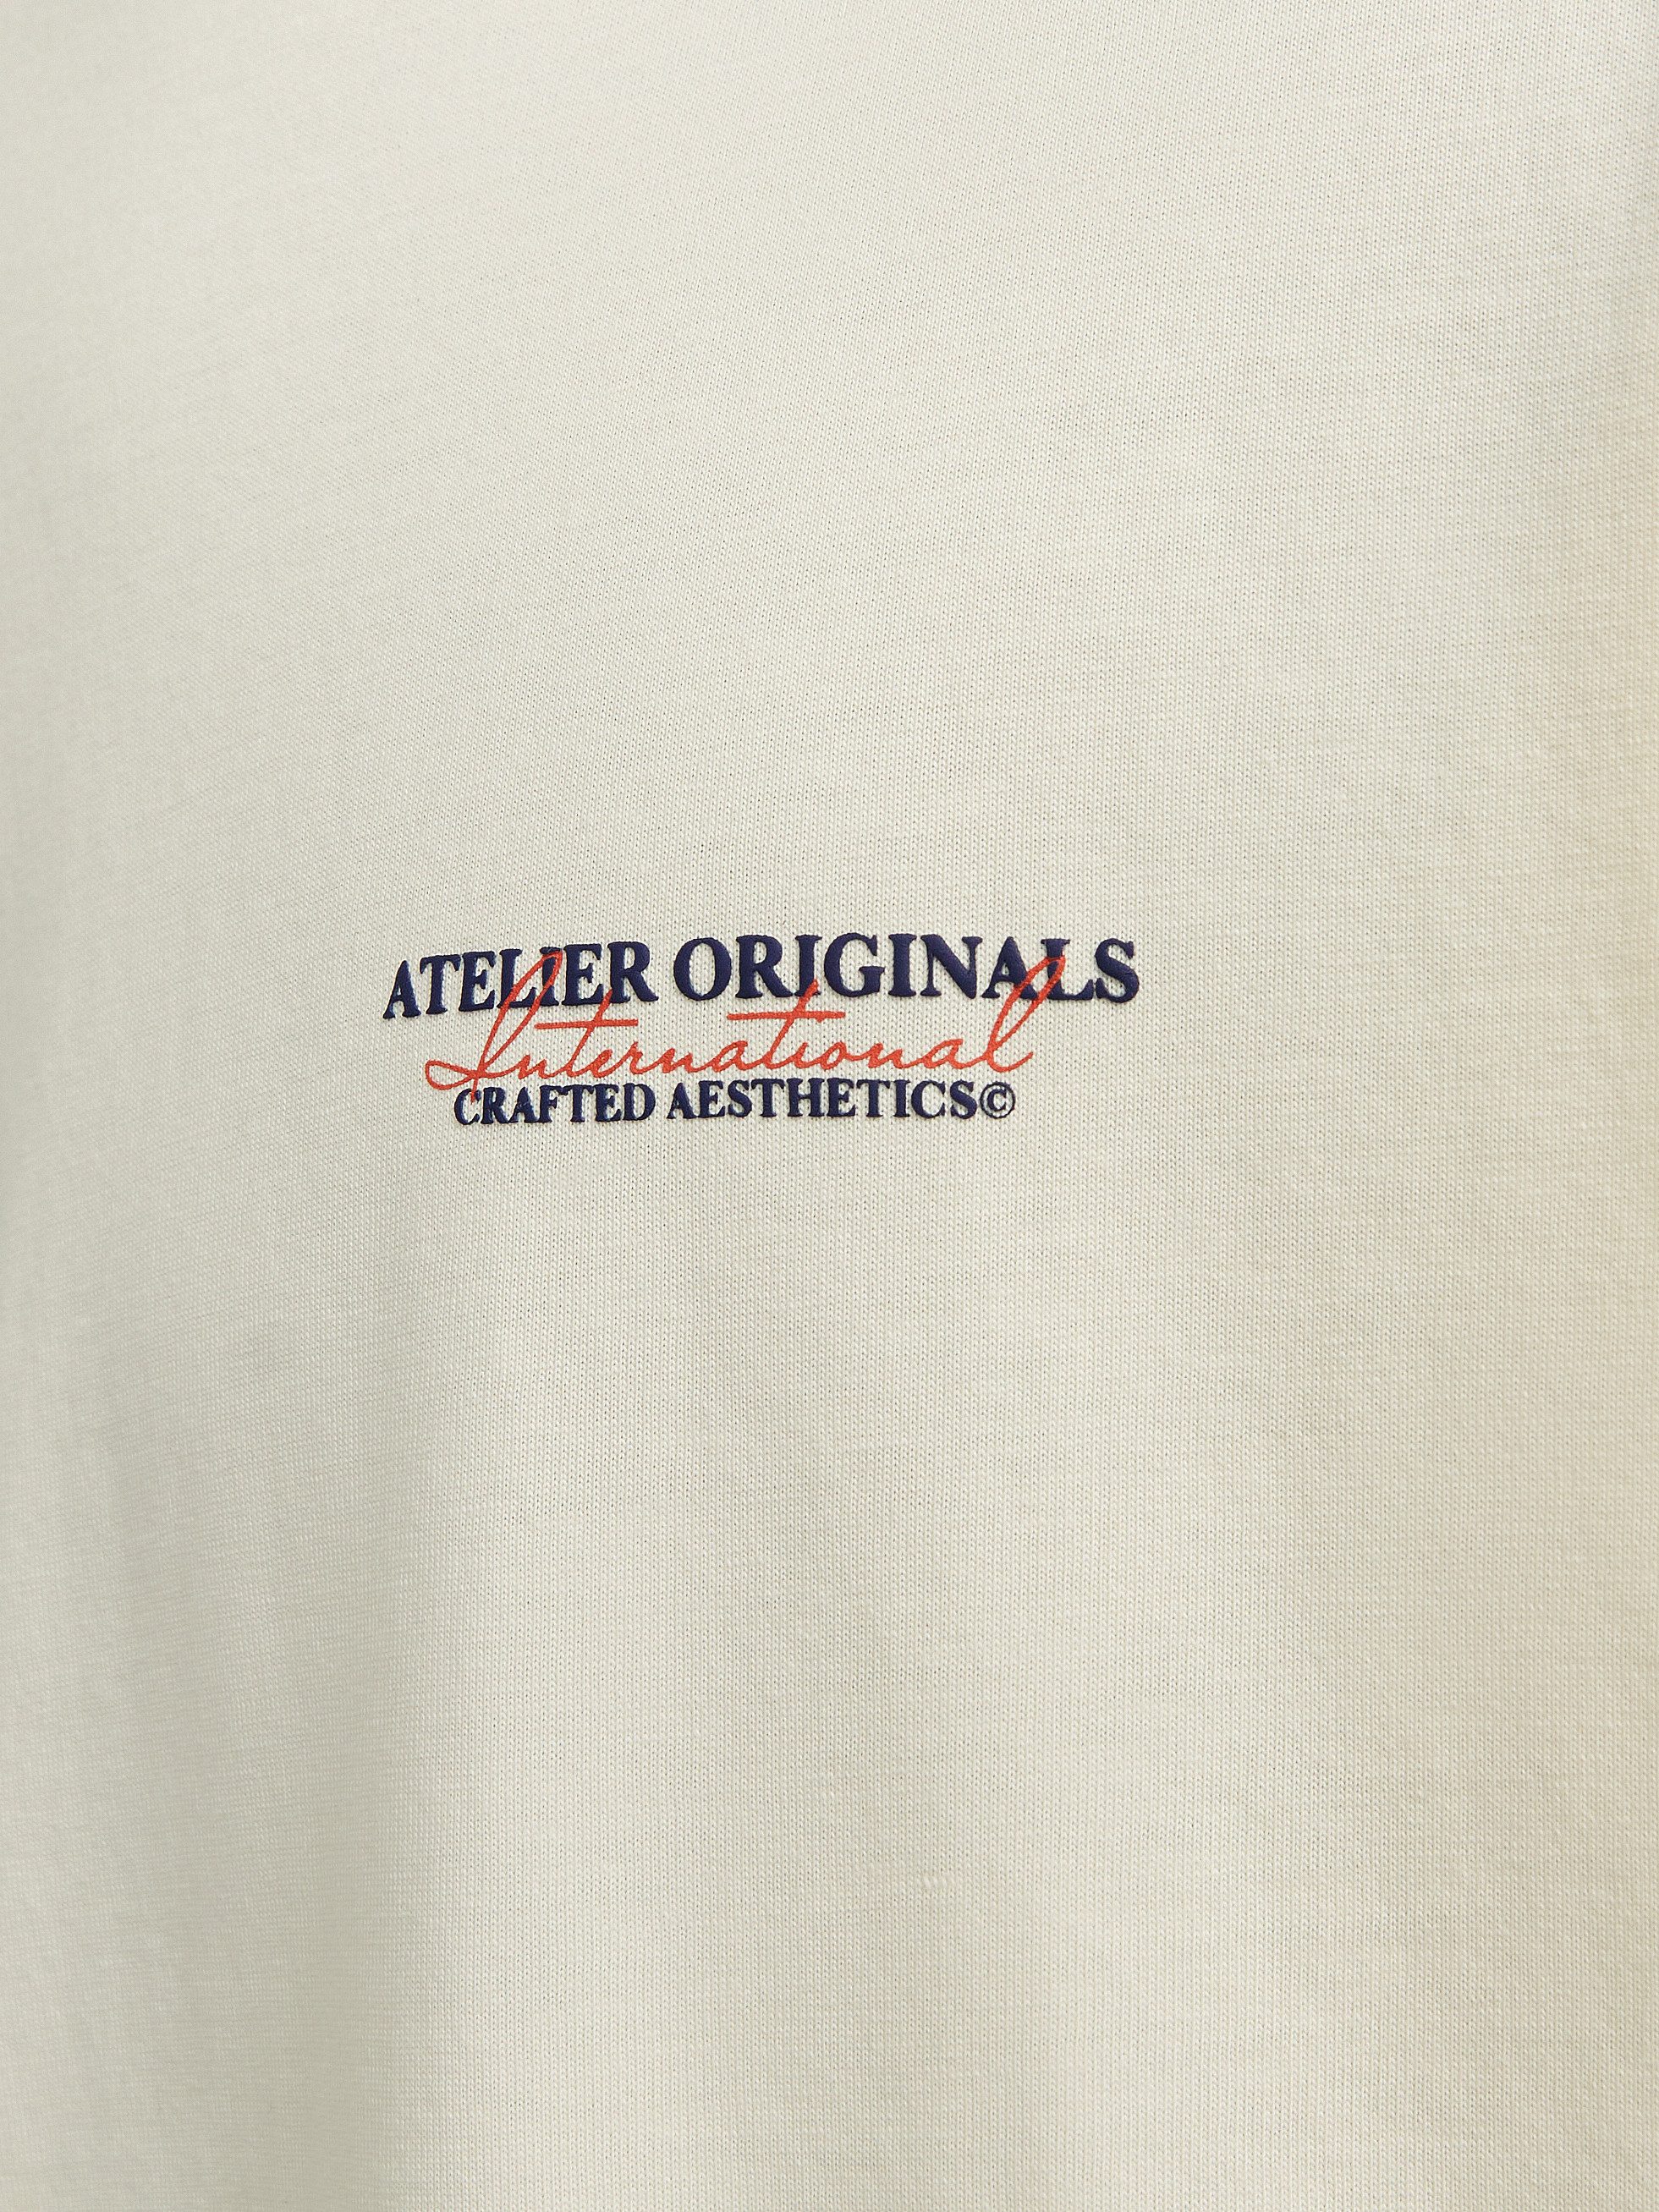 ATELIER ORIGINALS
International
CRAFTED AESTHETICS©